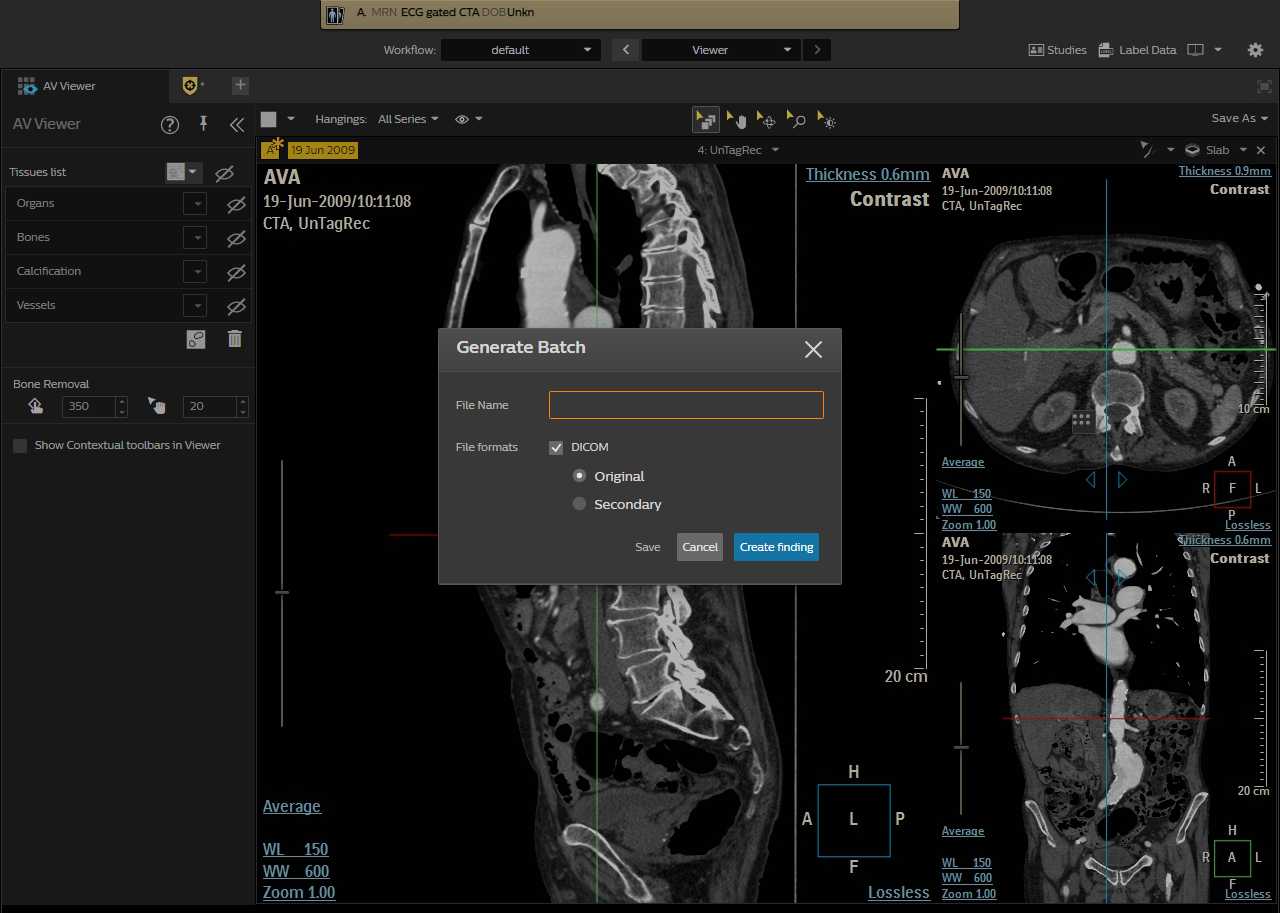 A. MRN ECG gated CTA DOB Unkn
Workflow: default Viewer Studies Label Data
AV Viewer
AV Viewer
Hangings: All Series Save As
A 19 Jun 2009 4: UnTagRec Slab
Tissues list
Organs
Bones
Calcification
Vessels
Bone Removal
350 20
Show Contextual toolbars in Viewer
AVA
19-Jun-2009/10:11:08
CTA, UnTagRec
Thickness 0.6mm
Contrast
20 cm
Average
WL 150
WW 600
Zoom 1.00
H
A L P
F
Lossless
Generate Batch
File Name
File formats DICOM
Original
Secondary
Save Cancel Create finding
AVA
19-Jun-2009/10:11:08
CTA, UnTagRec
Thickness 0.9mm
Contrast
10 cm
Average
WL 150
WW 600
Zoom 1.00
A
R F L
P
Lossless
AVA
19-Jun-2009/10:11:08
CTA, UnTagRec
Thickness 0.6mm
Contrast
20 cm
Average
WL 150
WW 600
Zoom 1.00
H
R A L
F
Lossless